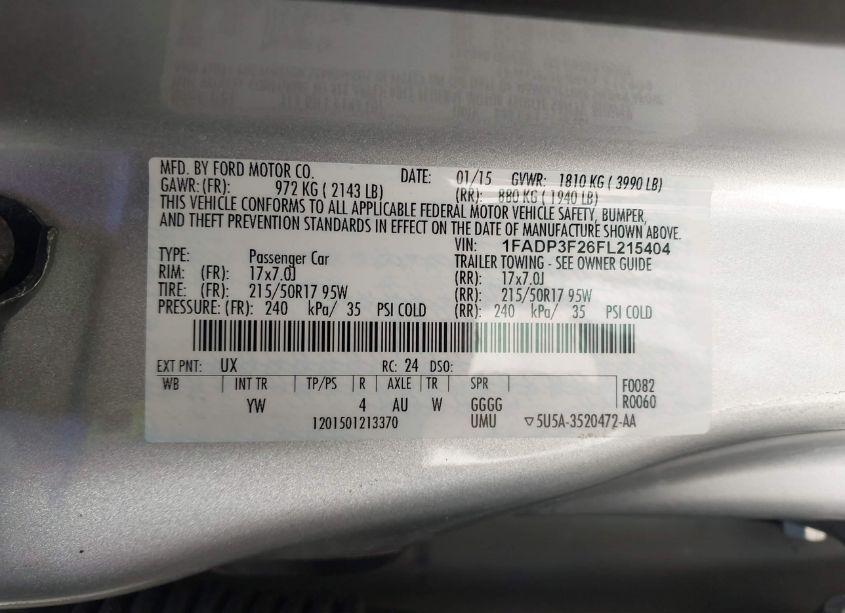 MFD. BY FORD MOTOR CO. DATE: 01/15 GVWR: 1810 KG ( 3990 LB)
GAWR: (FR): 972 KG ( 2143 LB) (RR): 880 KG ( 1940 LB)
THIS VEHICLE CONFORMS TO ALL APPLICABLE FEDERAL MOTOR VEHICLE SAFETY, BUMPER,
AND THEFT PREVENTION STANDARDS IN EFFECT ON THE DATE OF MANUFACTURE SHOWN ABOVE.
VIN: 1FADP3F26FL215404
TYPE: Passenger Car TRAILER TOWING - SEE OWNER GUIDE
RIM: (FR): 17x7.0J (RR): 17x7.0J
TIRE: (FR): 215/50R17 95W (RR): 215/50R17 95W
PRESSURE: (FR): 240 kPa/ 35 PSI COLD (RR): 240 kPa/ 35 PSI COLD
EXT PNT: UX RC: 24 DSO:
WB INT TR TP/PS R AXLE TR SPR F0082
YW 4 AU W GGGG R0060
1201501213370 UMU ▽5U5A-3520472-AA